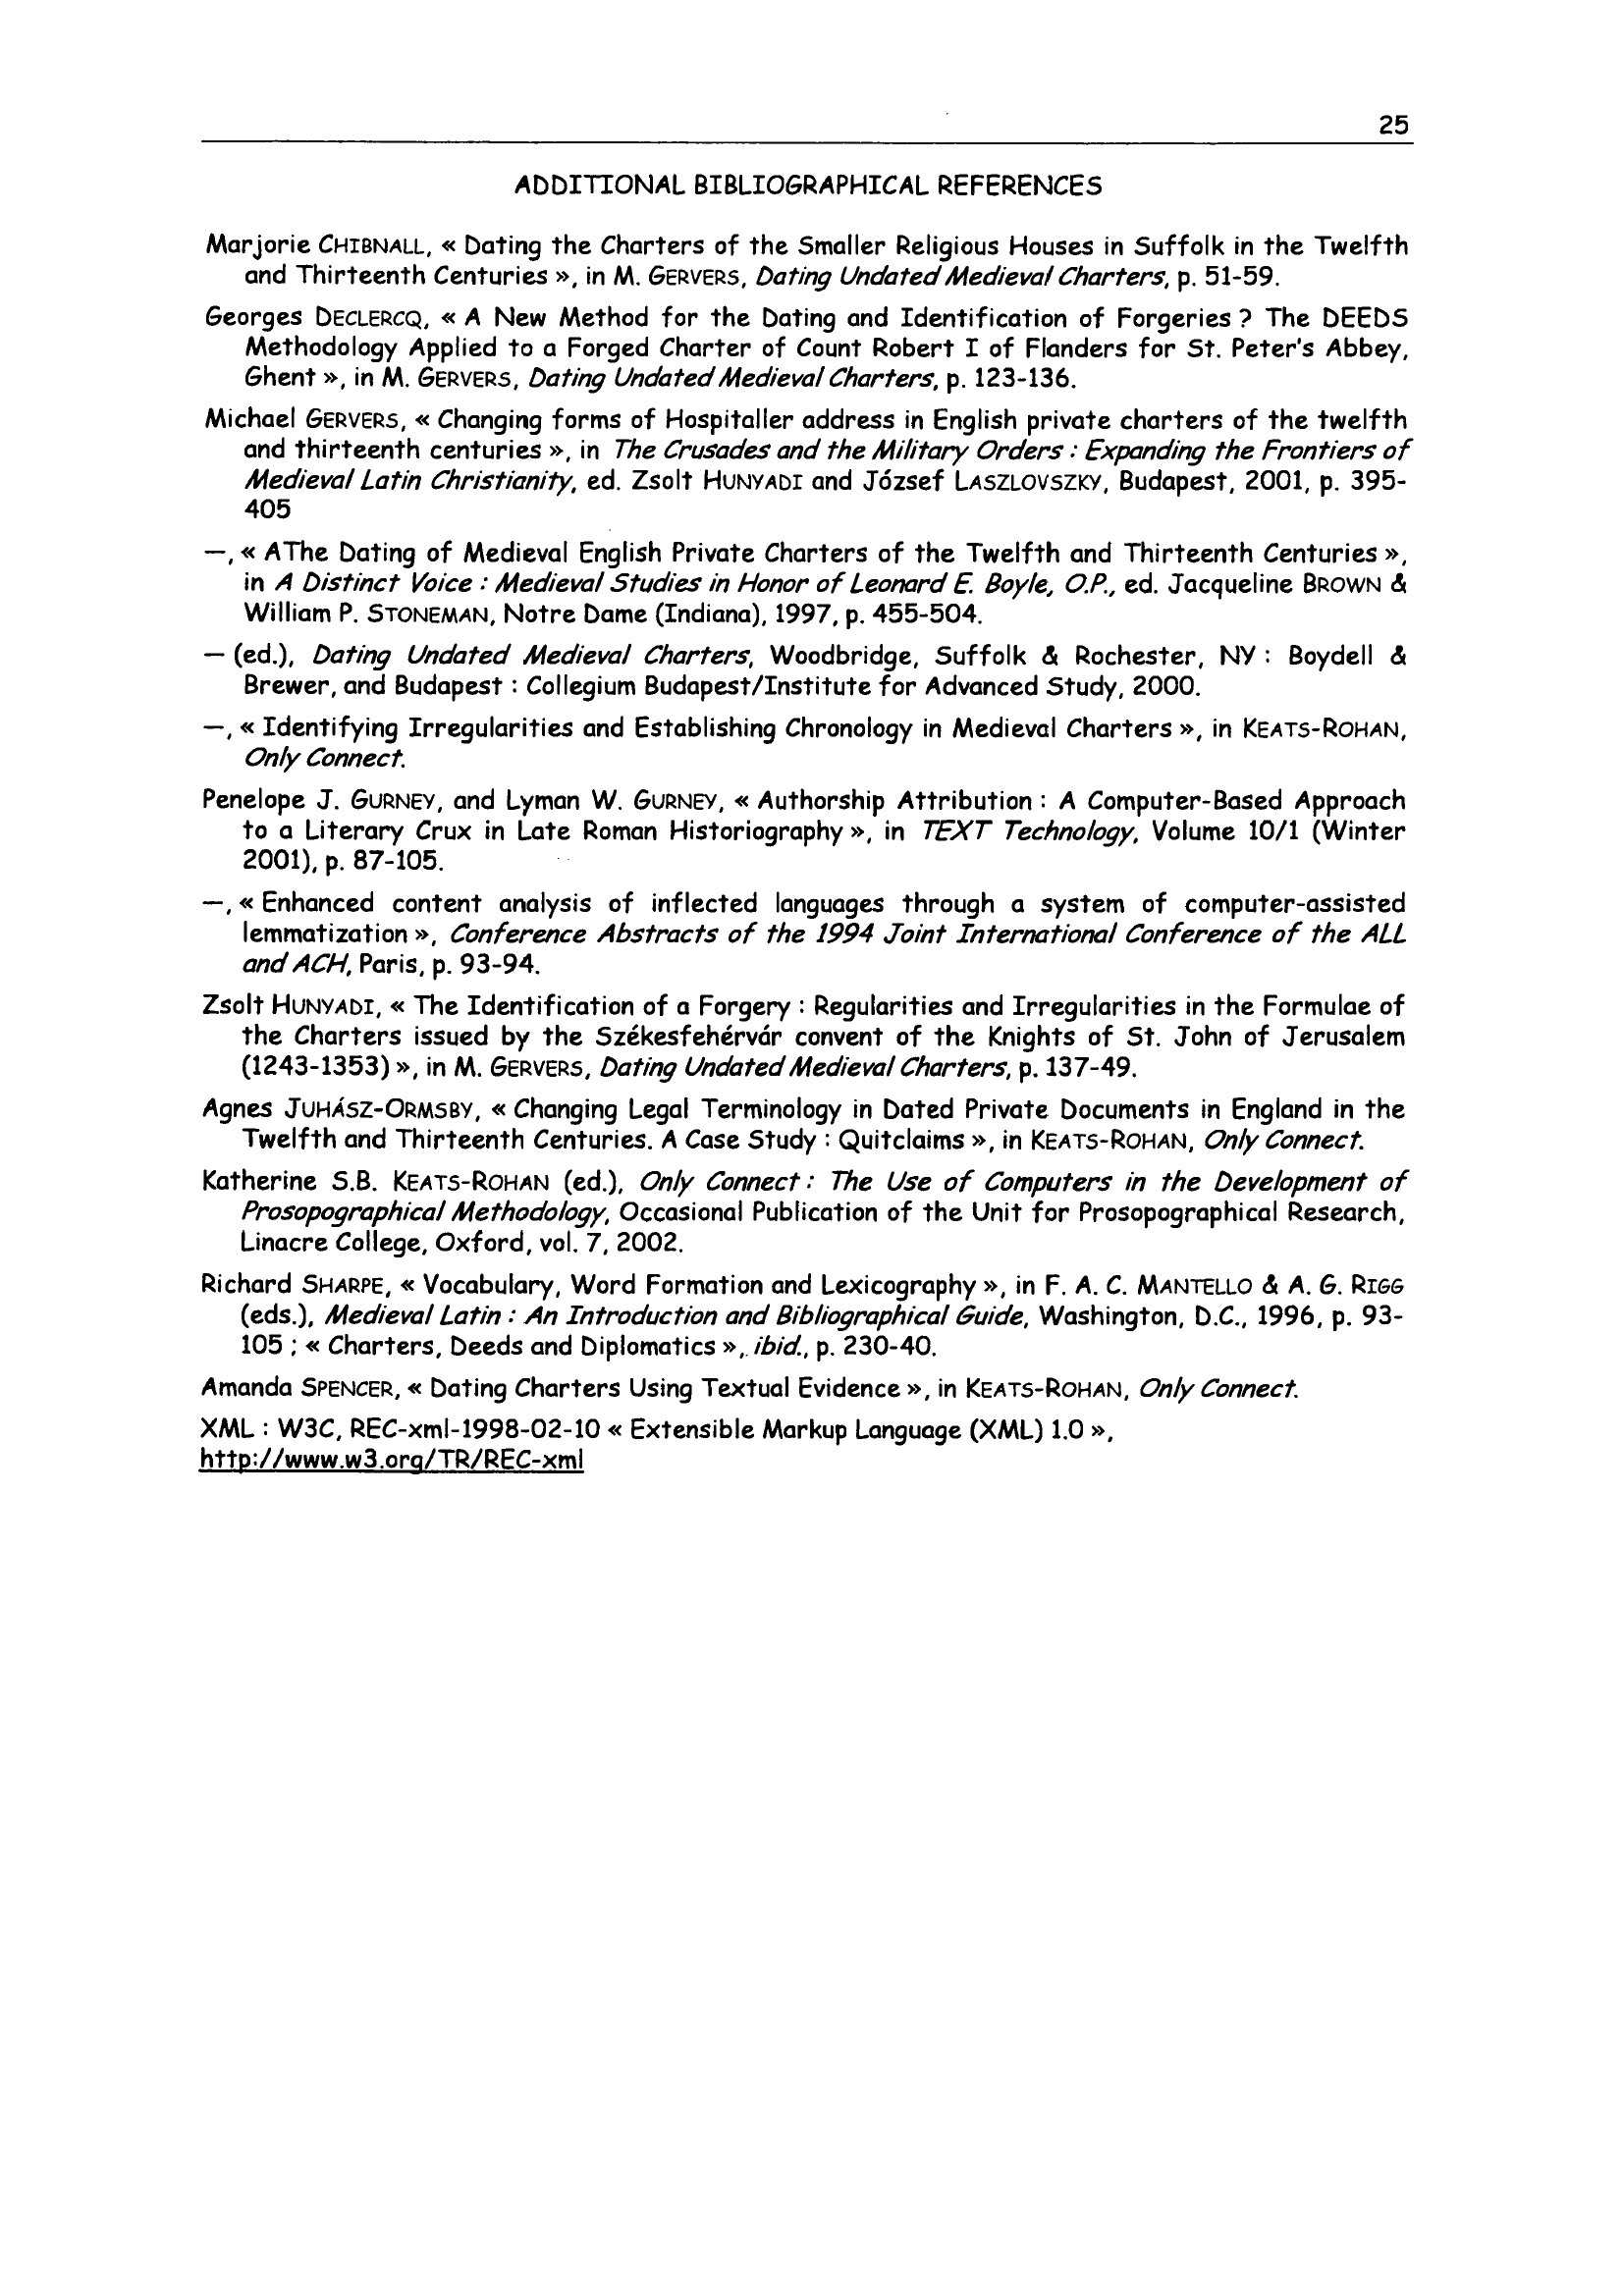 25
ADDITIONAL BIBLIOGRAPHICAL REFERENCES
Marjorie CHIBNALL, « Dating the Charters of the Smaller Religious Houses in Suffolk in the Twelfth
and Thirteenth Centuries », in M. GERVERS, Dating Undated Medieval Charters, p. 51-59.
Georges DECLERCQ, « A New Method for the Dating and Identification of Forgeries ? The DEEDS
Methodology Applied to a Forged Charter of Count Robert I of Flanders for St. Peter's Abbey,
Ghent », in M. GERVERS, Dating Undated Medieval Charters, p. 123-136.
Michael GERVERS, « Changing forms of Hospitaller address in English private charters of the twelfth
and thirteenth centuries », in The Crusades and the Military Orders : Expanding the Frontiers of
Medieval Latin Christianity, ed. Zsolt HUNYADI and József LASZLOVSZKY, Budapest, 2001, p. 395-
405
—, « AThe Dating of Medieval English Private Charters of the Twelfth and Thirteenth Centuries »,
in A Distinct Voice : Medieval Studies in Honor of Leonard E. Boyle, O.P., ed. Jacqueline BROWN &
William P. STONEMAN, Notre Dame (Indiana), 1997, p. 455-504.
— (ed.), Dating Undated Medieval Charters, Woodbridge, Suffolk & Rochester, NY : Boydell &
Brewer, and Budapest : Collegium Budapest/Institute for Advanced Study, 2000.
—, « Identifying Irregularities and Establishing Chronology in Medieval Charters », in KEATS-ROHAN,
Only Connect.
Penelope J. GURNEY, and Lyman W. GURNEY, « Authorship Attribution : A Computer-Based Approach
to a Literary Crux in Late Roman Historiography », in TEXT Technology, Volume 10/1 (Winter
2001), p. 87-105.
—, « Enhanced content analysis of inflected languages through a system of computer-assisted
lemmatization », Conference Abstracts of the 1994 Joint International Conference of the ALL
and ACH, Paris, p. 93-94.
Zsolt HUNYADI, « The Identification of a Forgery : Regularities and Irregularities in the Formulae of
the Charters issued by the Székesfehérvár convent of the Knights of St. John of Jerusalem
(1243-1353) », in M. GERVERS, Dating Undated Medieval Charters, p. 137-49.
Agnes JUHÁSZ-ORMSBY, « Changing Legal Terminology in Dated Private Documents in England in the
Twelfth and Thirteenth Centuries. A Case Study : Quitclaims », in KEATS-ROHAN, Only Connect.
Katherine S.B. KEATS-ROHAN (ed.), Only Connect : The Use of Computers in the Development of
Prosopographical Methodology, Occasional Publication of the Unit for Prosopographical Research,
Linacre College, Oxford, vol. 7, 2002.
Richard SHARPE, « Vocabulary, Word Formation and Lexicography », in F. A. C. MANTELLO & A. G. RIGG
(eds.), Medieval Latin : An Introduction and Bibliographical Guide, Washington, D.C., 1996, p. 93-
105 ; « Charters, Deeds and Diplomatics », ibid., p. 230-40.
Amanda SPENCER, « Dating Charters Using Textual Evidence », in KEATS-ROHAN, Only Connect.
XML : W3C, REC-xml-1998-02-10 « Extensible Markup Language (XML) 1.0 »,
http://www.w3.org/TR/REC-xml